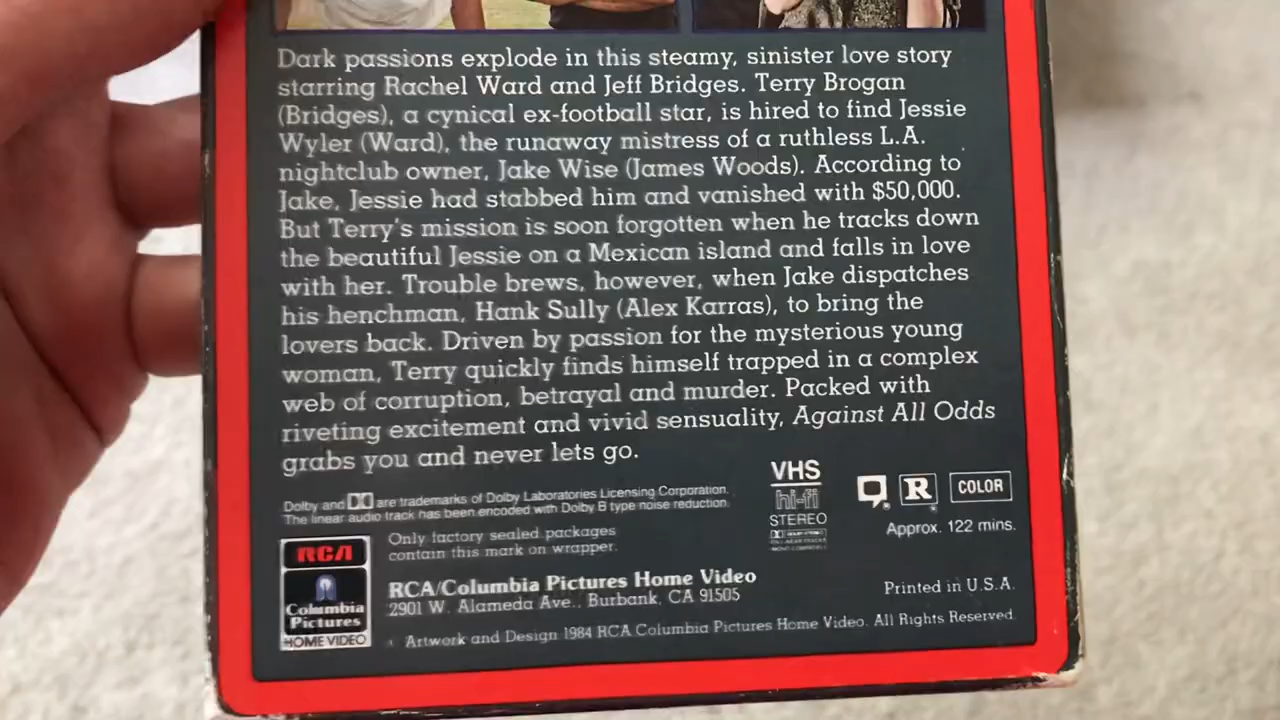 Dark passions explode in this steamy, sinister love story
starring Rachel Ward and Jeff Bridges. Terry Brogan
(Bridges), a cynical ex-football star, is hired to find Jessie
Wyler (Ward), the runaway mistress of a ruthless L.A.
nightclub owner, Jake Wise (James Woods). According to
Jake, Jessie had stabbed him and vanished with $50,000.
But Terry's mission is soon forgotten when he tracks down
the beautiful Jessie on a Mexican island and falls in love
with her. Trouble brews, however, when Jake dispatches
his henchman, Hank Sully (Alex Karras), to bring the
lovers back. Driven by passion for the mysterious young
woman, Terry quickly finds himself trapped in a complex
web of corruption, betrayal and murder. Packed with
riveting excitement and vivid sensuality, Against All Odds
grabs you and never lets go.
Dolby and are trademarks of Dolby Laboratories Licensing Corporation.
The linear audio track has been encoded with Dolby B type noise reduction.
VHS
hi-fi
STEREO
R
COLOR
Approx. 122 mins.
Only factory sealed packages
contain this mark on wrapper.
RCA
Columbia
Pictures
HOME VIDEO
RCA/Columbia Pictures Home Video
2901 W. Alameda Ave., Burbank, CA 91505
Printed in U.S.A.
Artwork and Design 1984 RCA Columbia Pictures Home Video. All Rights Reserved.